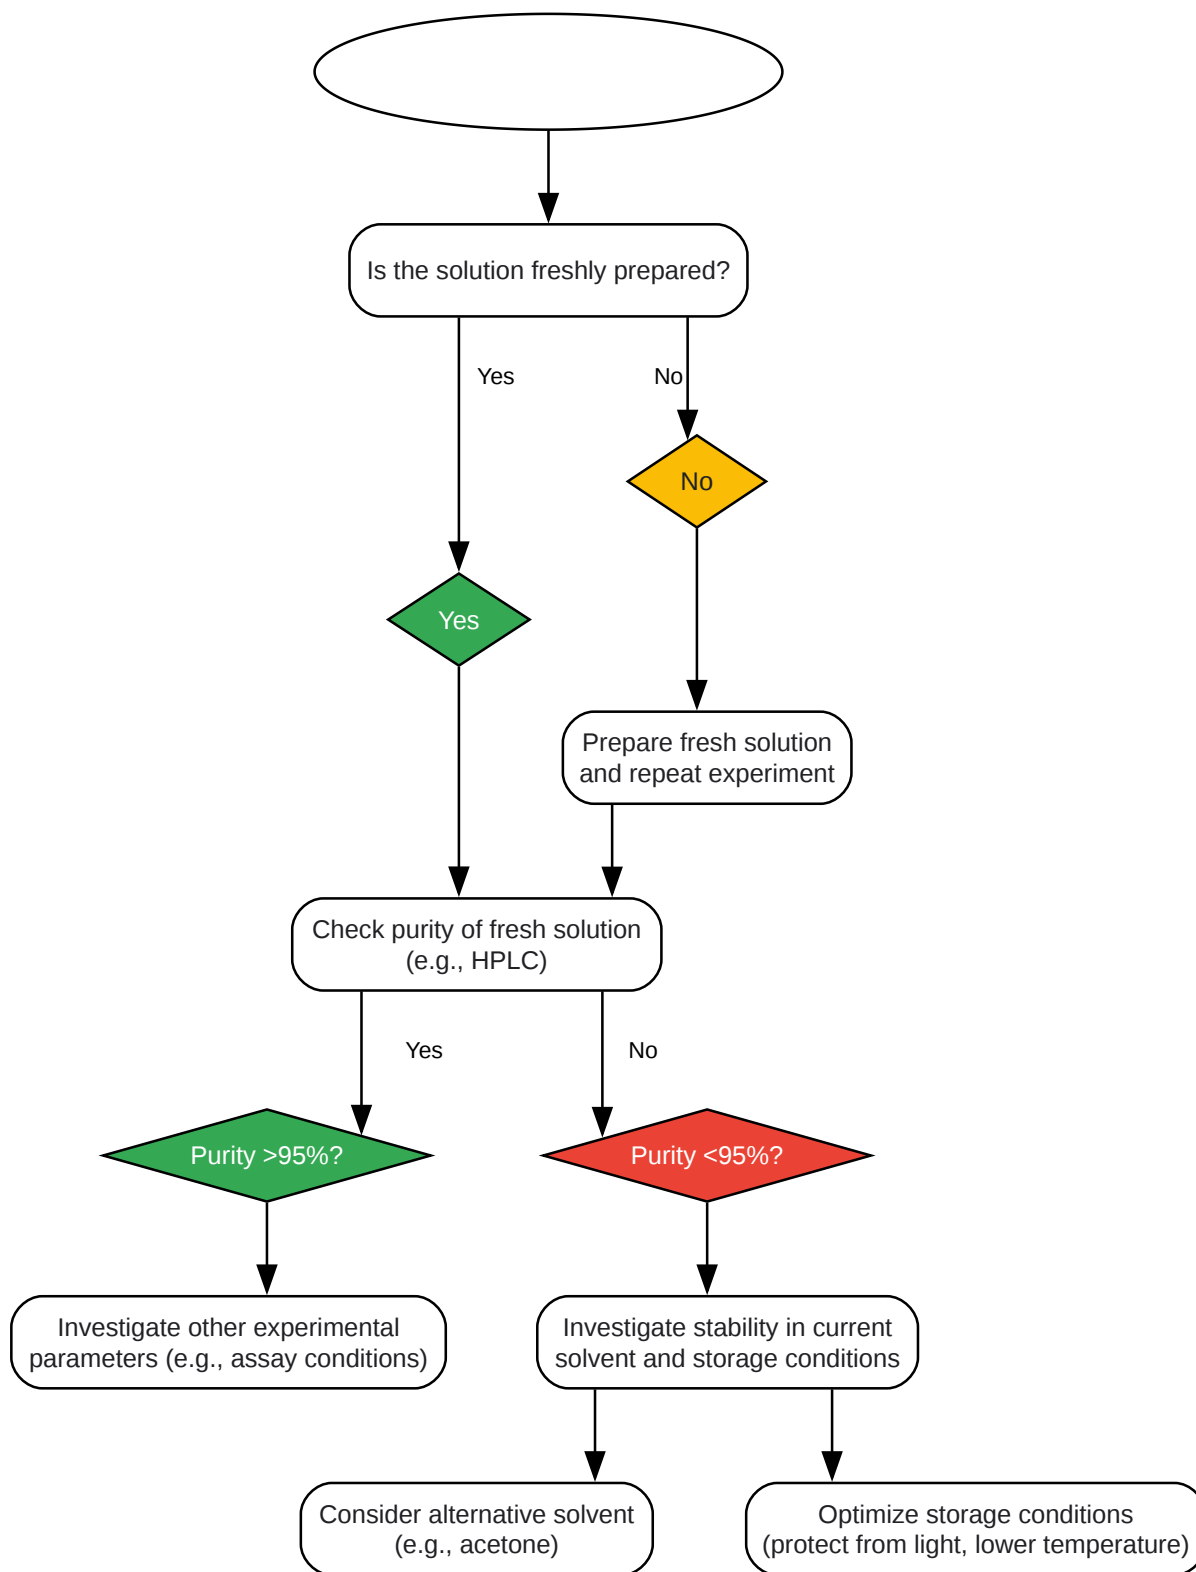 Is the solution freshly prepared?
Yes
No
No
Yes
Prepare fresh solution
and repeat experiment
Check purity of fresh solution
(e.g., HPLC)
Yes
No
Purity >95%?
Purity <95%?
Investigate other experimental
parameters (e.g., assay conditions)
Investigate stability in current
solvent and storage conditions
Consider alternative solvent
(e.g., acetone)
Optimize storage conditions
(protect from light, lower temperature)